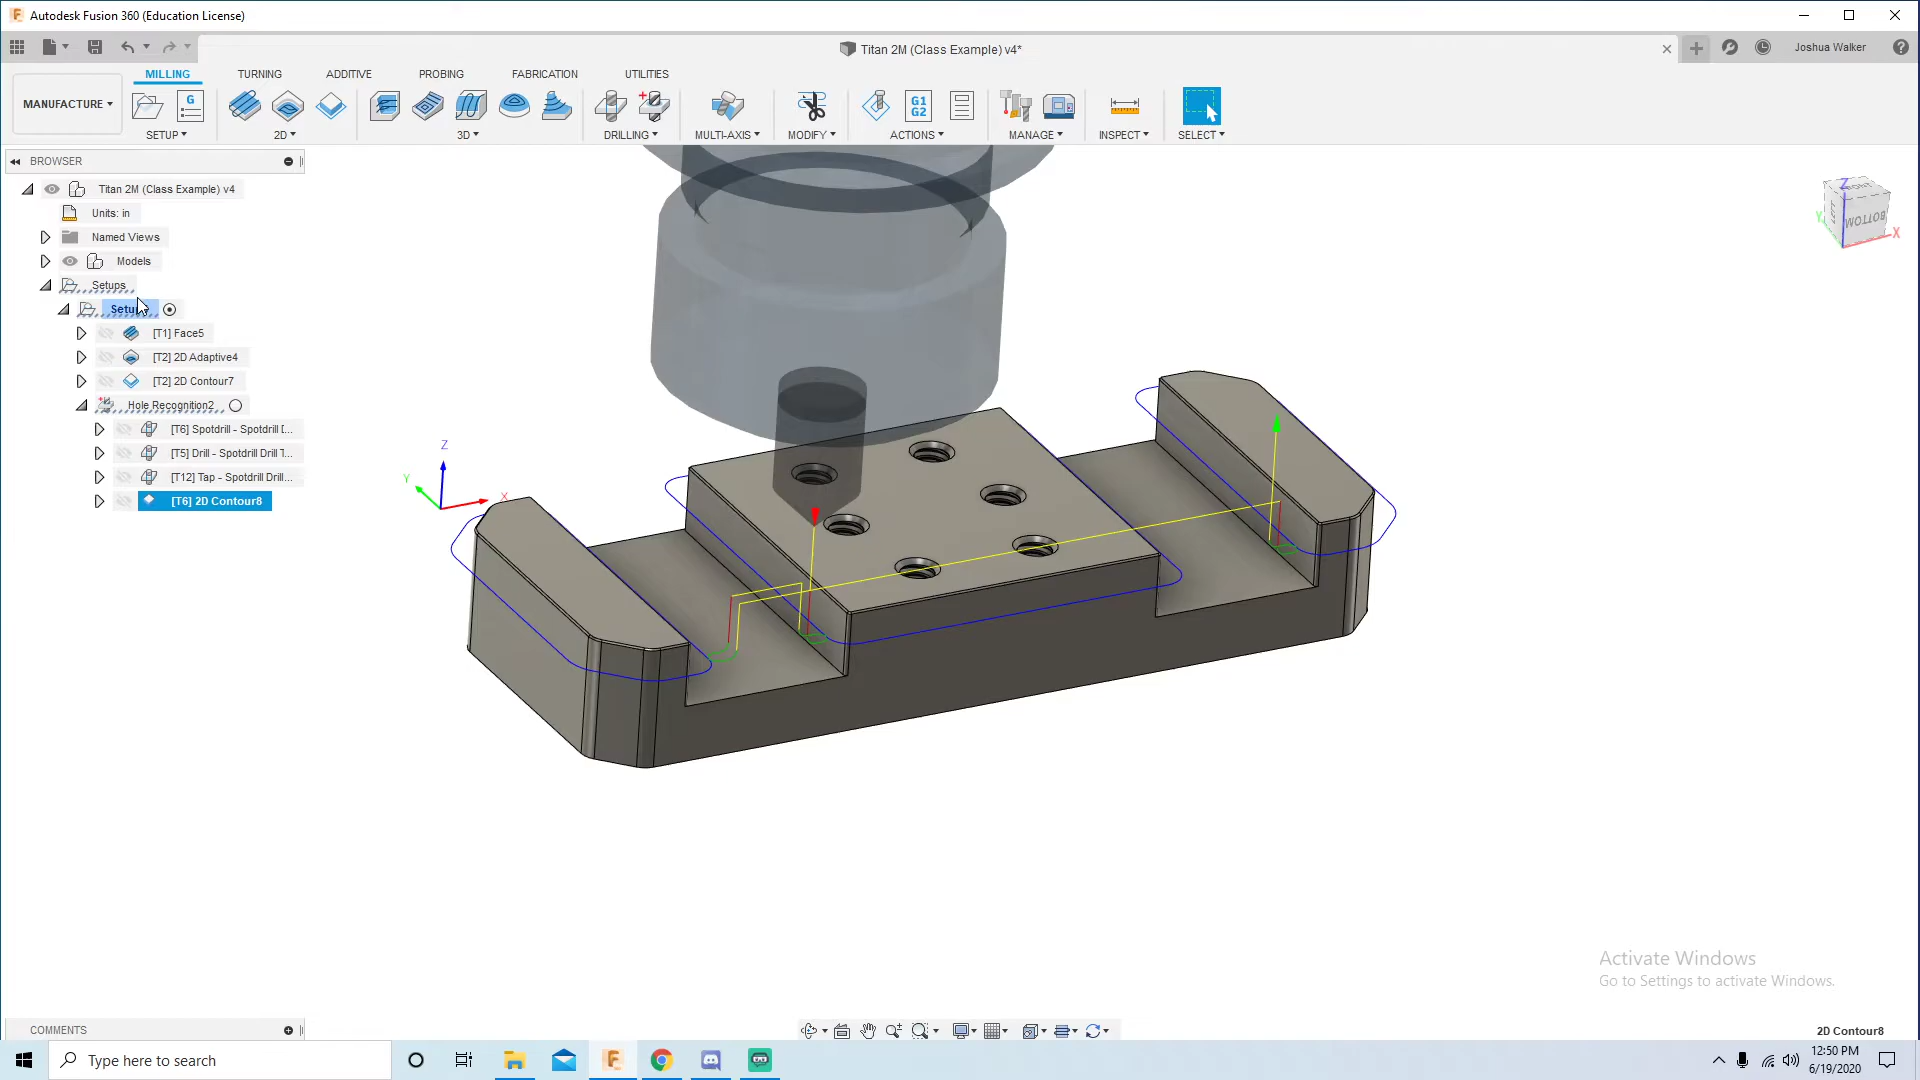 Autodesk Fusion 360 (Education License)
Titan 2M (Class Example) v4*
Joshua Walker
MILLING TURNING ADDITIVE PROBING FABRICATION UTILITIES
MANUFACTURE
G
G1
G2
SETUP 2D 3D DRILLING MULTI-AXIS MODIFY ACTIONS MANAGE INSPECT SELECT
BROWSER
Titan 2M (Class Example) v4
Units: in
Named Views
Models
Setups
[T1] Face5
[T2] 2D Adaptive4
[T2] 2D Contour7
Hole Recognition2
[T6] Spotdrill - Spotdrill [...
[T5] Drill - Spotdrill Drill T...
[T12] Tap - Spotdrill Drill...
[T6] 2D Contour8
Z
Y
X
Z
Y
X
LEFT
BOTTOM
Activate Windows
Go to Settings to activate Windows.
COMMENTS
2D Contour8
Type here to search
12:50 PM
6/19/2020